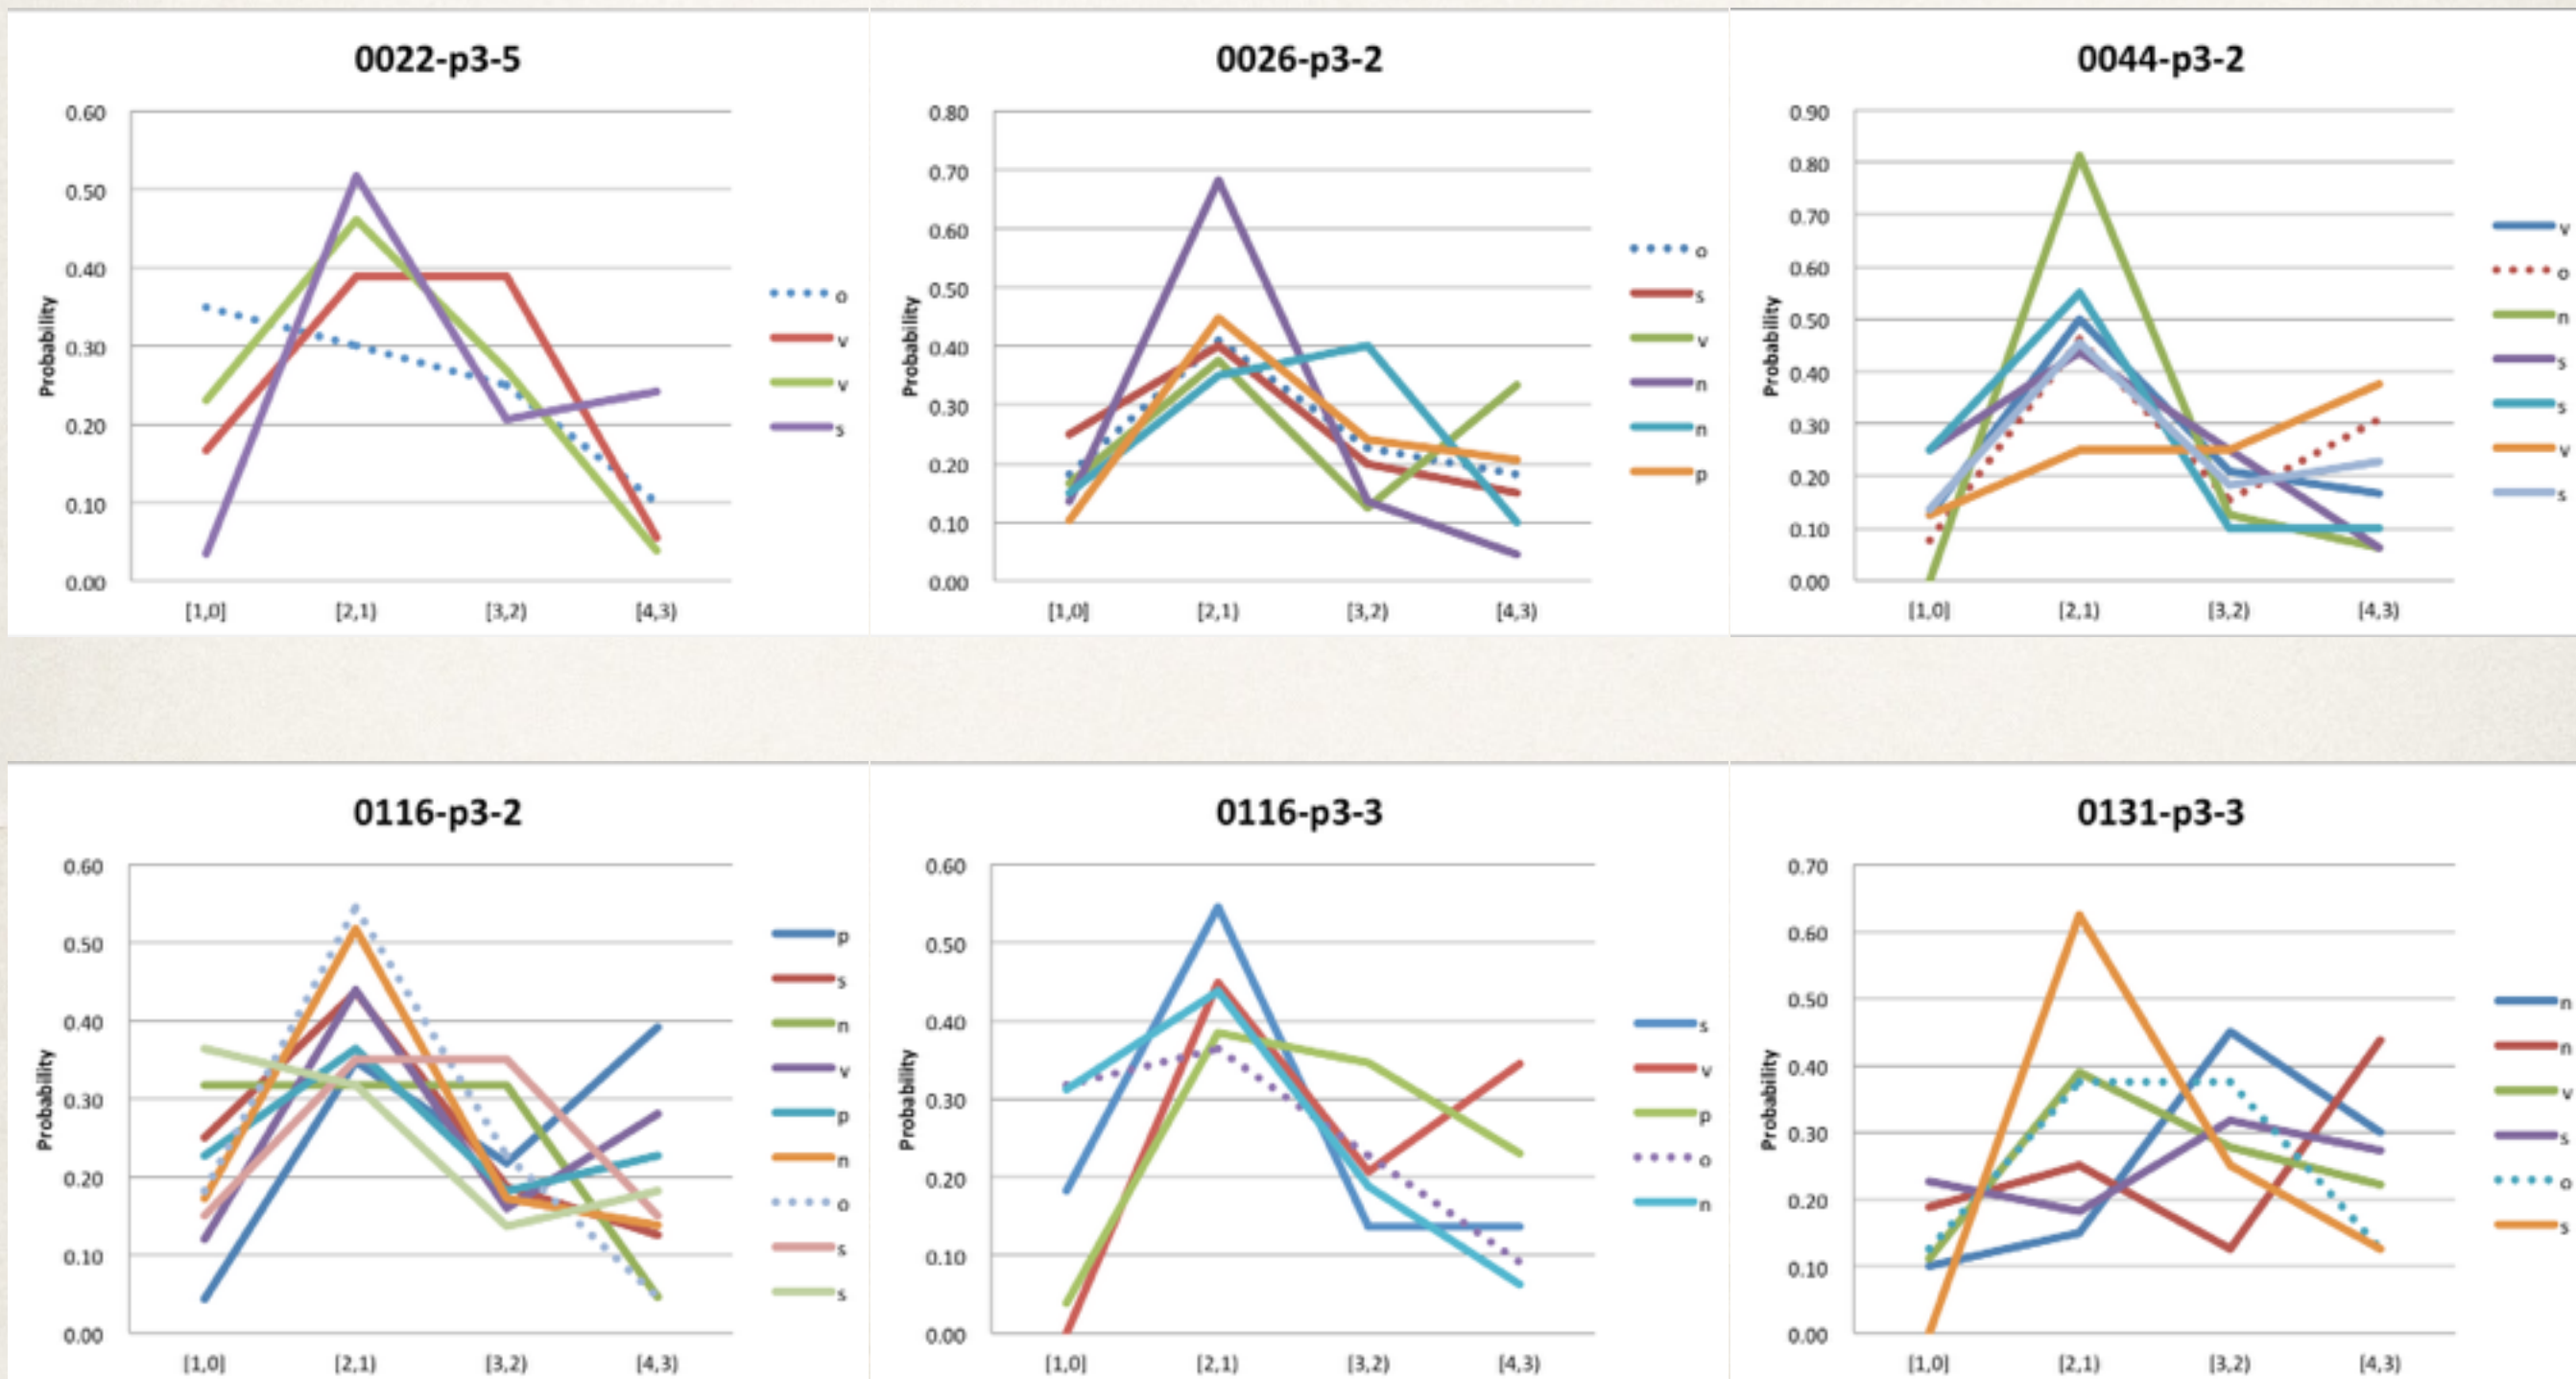 0022-p3-5
0.60
0.50
0.40
0.30
0.20
0.10
0.00
Probability
[1,0] [2,1) [3,2) [4,3)
o
v
v
s
0026-p3-2
0.80
0.70
0.60
0.50
0.40
0.30
0.20
0.10
0.00
Probability
[1,0] [2,1) [3,2) [4,3)
o
s
v
n
n
p
0044-p3-2
0.90
0.80
0.70
0.60
0.50
0.40
0.30
0.20
0.10
0.00
Probability
[1,0] [2,1) [3,2) [4,3)
v
o
n
s
s
v
s
0116-p3-2
0.60
0.50
0.40
0.30
0.20
0.10
0.00
Probability
[1,0] [2,1) [3,2) [4,3)
p
s
n
v
p
n
o
s
s
0116-p3-3
0.60
0.50
0.40
0.30
0.20
0.10
0.00
Probability
[1,0] [2,1) [3,2) [4,3)
s
v
p
o
n
0131-p3-3
0.70
0.60
0.50
0.40
0.30
0.20
0.10
0.00
Probability
[1,0] [2,1) [3,2) [4,3)
n
n
v
s
o
s